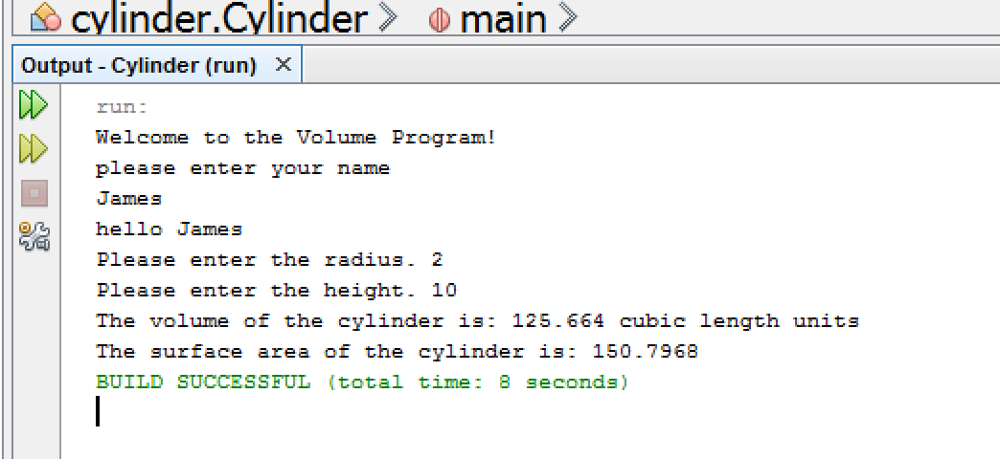 cylinder.Cylinder main
Output - Cylinder (run)
run:
Welcome to the Volume Program!
please enter your name
James
hello James
Please enter the radius. 2
Please enter the height. 10
The volume of the cylinder is: 125.664 cubic length units
The surface area of the cylinder is: 150.7968
BUILD SUCCESSFUL (total time: 8 seconds)